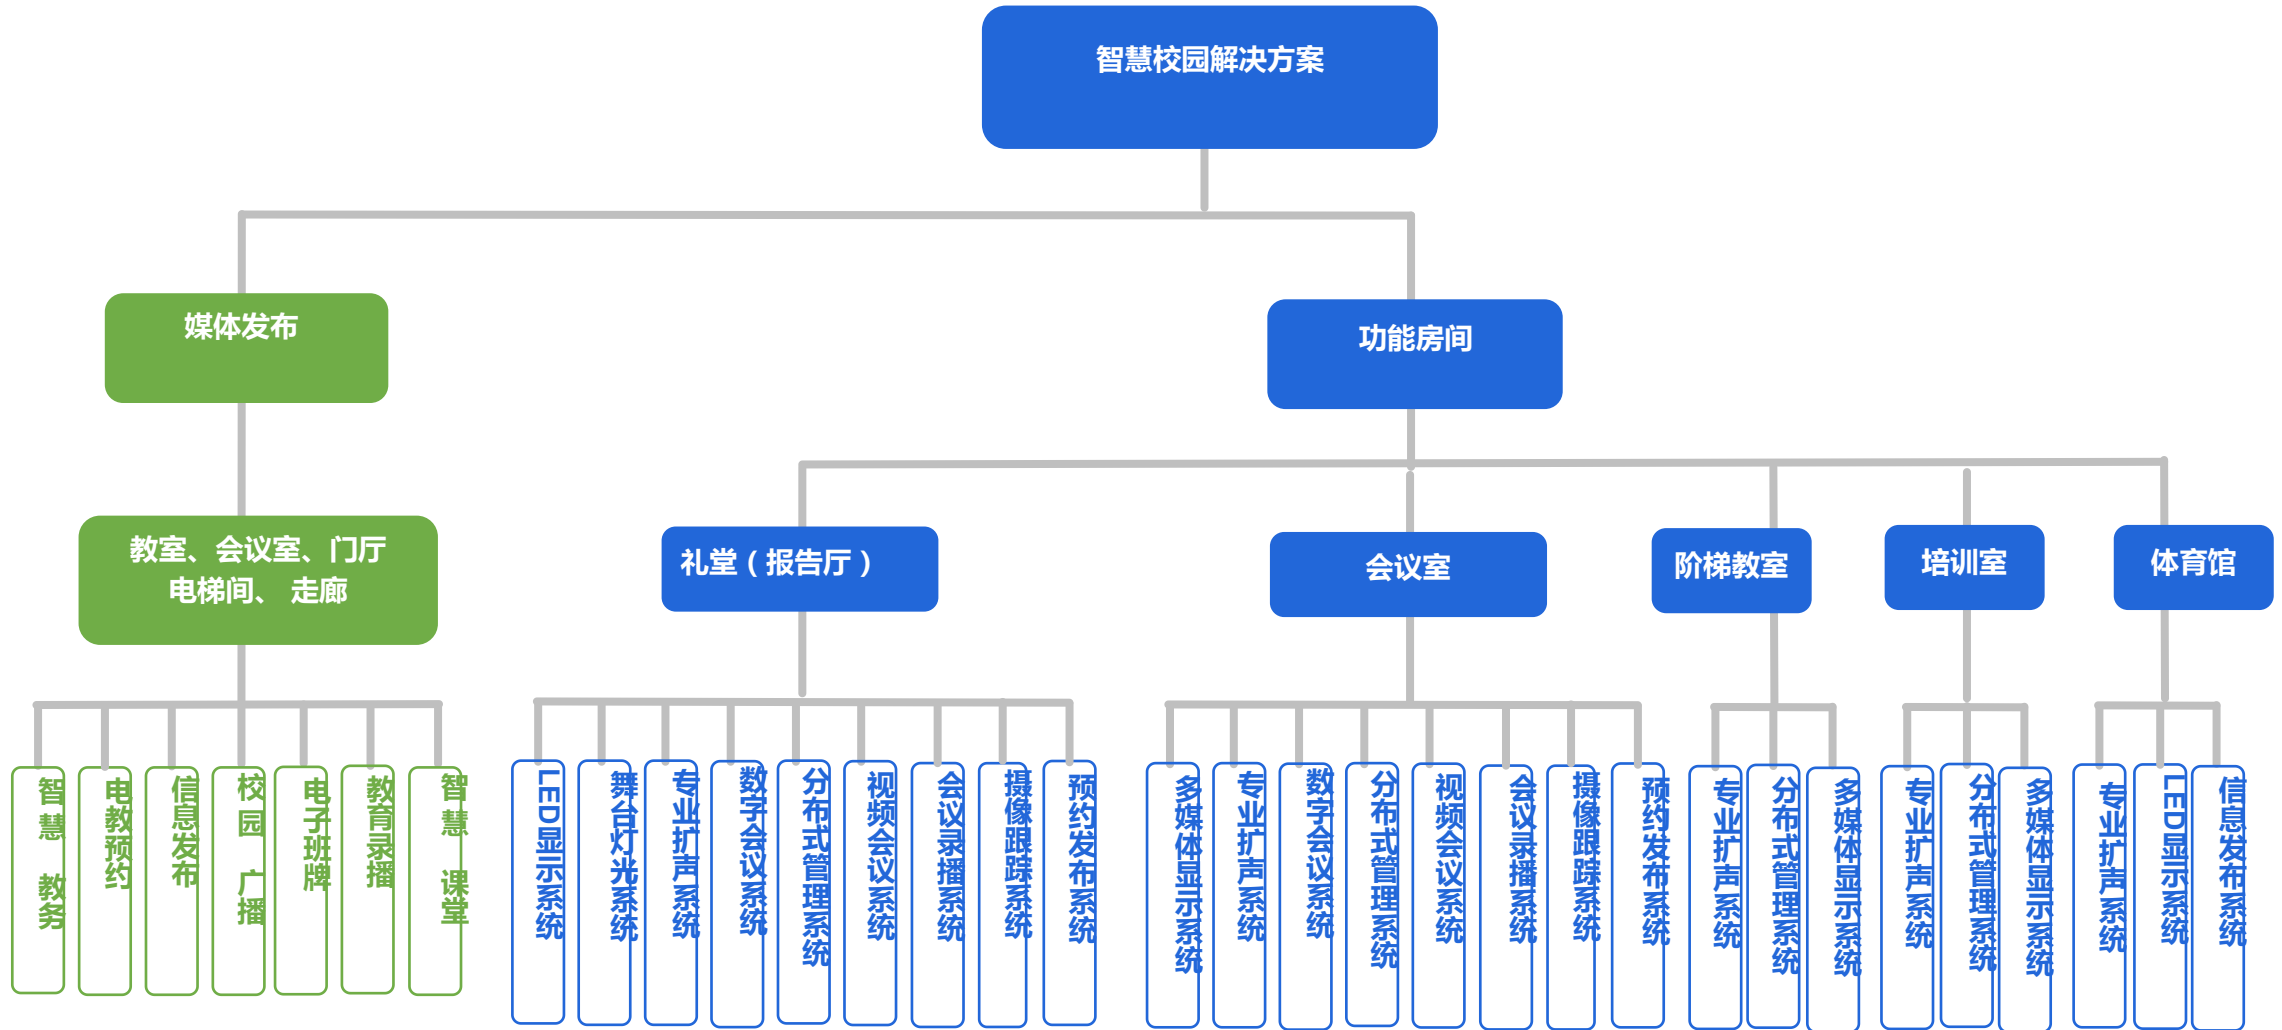 智慧校园解决方案
媒体发布
功能房间
教室、会议室、门厅
电梯间、 走廊
礼堂（报告厅）
会议室
阶梯教室
培训室
体育馆
智慧 教务
电教预约
信息发布
校园 广播
电子班牌
教育录播
智慧 课堂
LED显示系统
舞台灯光系统
专业扩声系统
数字会议系统
分布式管理系统
视频会议系统
会议录播系统
摄像跟踪系统
预约发布系统
多媒体显示系统
专业扩声系统
数字会议系统
分布式管理系统
视频会议系统
会议录播系统
摄像跟踪系统
预约发布系统
专业扩声系统
分布式管理系统
多媒体显示系统
专业扩声系统
分布式管理系统
多媒体显示系统
专业扩声系统
LED显示系统
信息发布系统